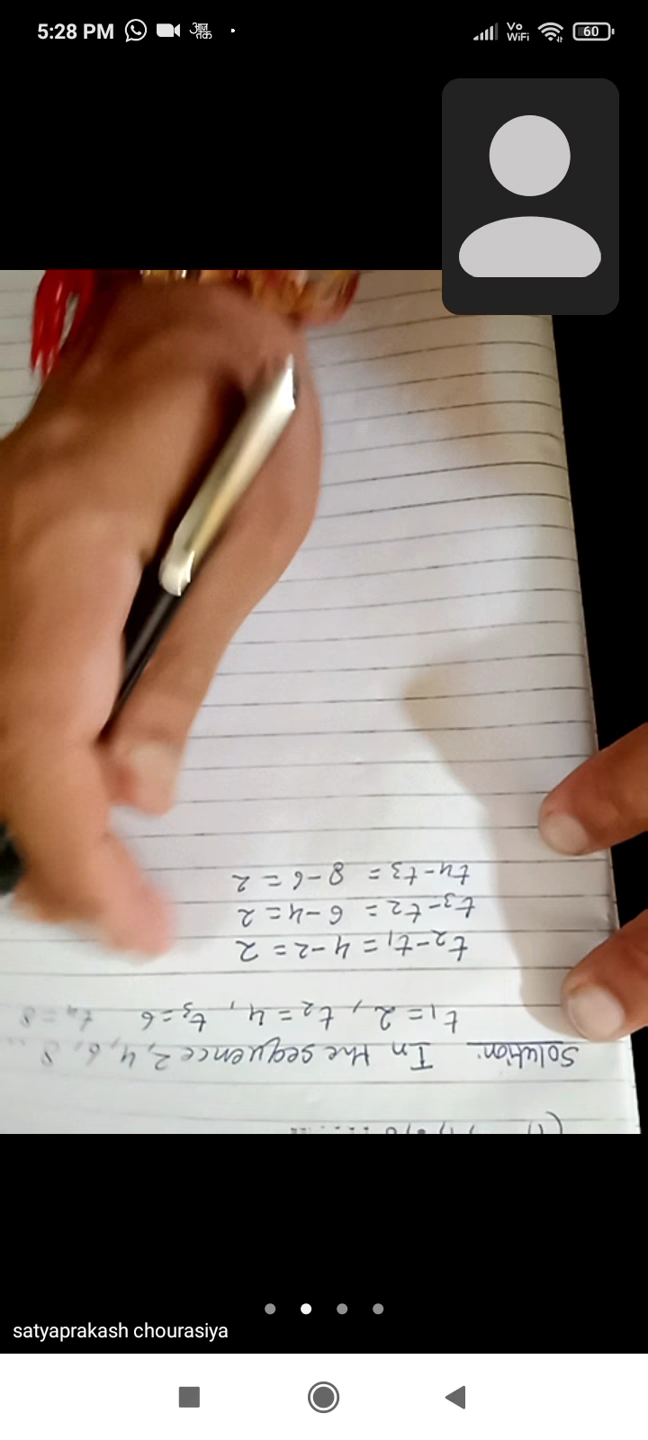 5:28 PM
आज तक
Vo WiFi
60
Solution: In the sequence 2, 4, 6, 8 ..
t₁ = 2, t₂ = 4, t₃ = 6 t₄ = 8
t₂-t₁ = 4-2 = 2
t₃-t₂ = 6-4 = 2
t₄-t₃ = 8-6 = 2
satyaprakash chourasiya